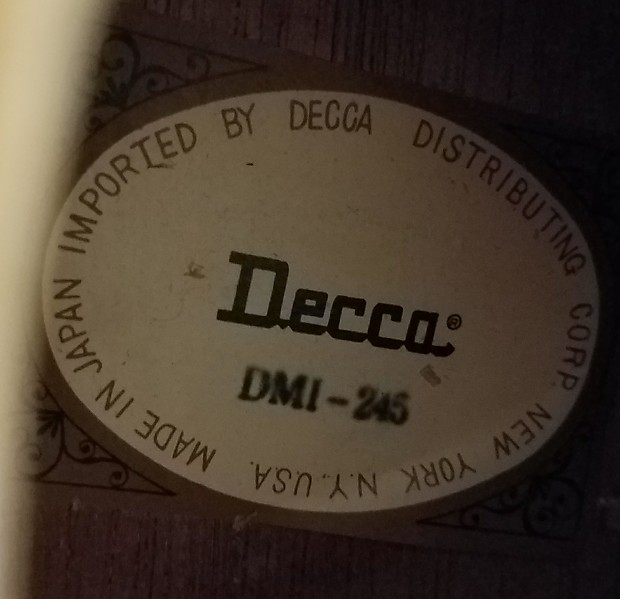 MADE IN JAPAN IMPORTED BY DECCA DISTRIBUTING CORP. NEW YORK N.Y.,U.S.A.
Decca®
DMI-245